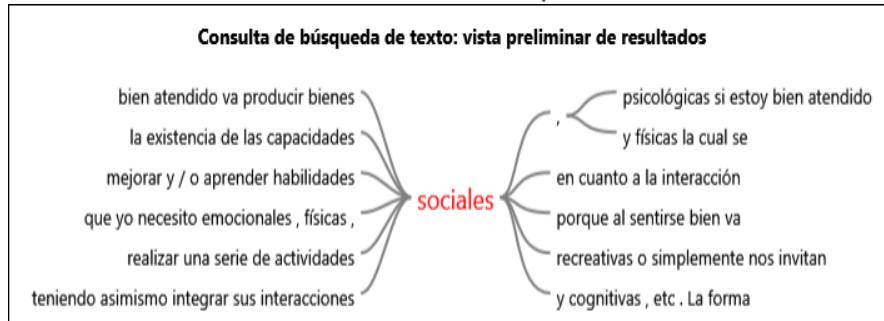 Consulta de búsqueda de texto: vista preliminar de resultados
bien atendido va producir bienes
la existencia de las capacidades
mejorar y / o aprender habilidades
que yo necesito emocionales , físicas ,
realizar una serie de actividades
teniendo asimismo integrar sus interacciones
sociales
,
psicológicas si estoy bien atendido
y físicas la cual se
en cuanto a la interacción
porque al sentirse bien va
recreativas o simplemente nos invitan
y cognitivas , etc . La forma